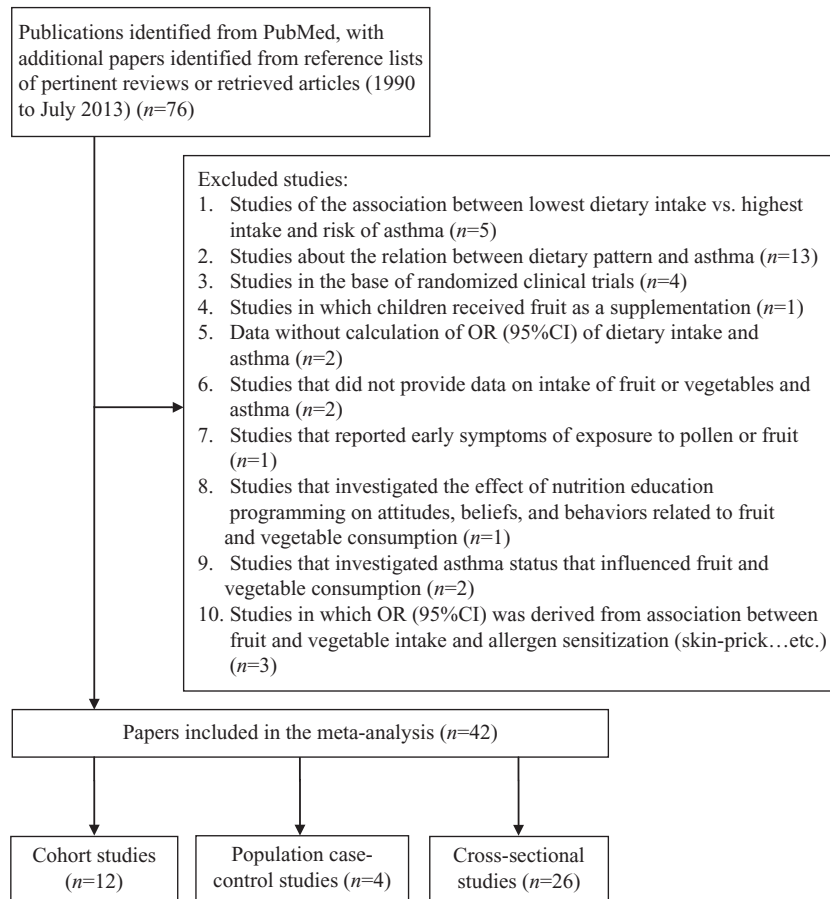 Publications identified from PubMed, with
additional papers identified from reference lists
of pertinent reviews or retrieved articles (1990
to July 2013) (n=76)
Excluded studies:
1. Studies of the association between lowest dietary intake vs. highest
intake and risk of asthma (n=5)
2. Studies about the relation between dietary pattern and asthma (n=13)
3. Studies in the base of randomized clinical trials (n=4)
4. Studies in which children received fruit as a supplementation (n=1)
5. Data without calculation of OR (95%CI) of dietary intake and
asthma (n=2)
6. Studies that did not provide data on intake of fruit or vegetables and
asthma (n=2)
7. Studies that reported early symptoms of exposure to pollen or fruit
(n=1)
8. Studies that investigated the effect of nutrition education
programming on attitudes, beliefs, and behaviors related to fruit
and vegetable consumption (n=1)
9. Studies that investigated asthma status that influenced fruit and
vegetable consumption (n=2)
10. Studies in which OR (95%CI) was derived from association between
fruit and vegetable intake and allergen sensitization (skin-prick…etc.)
(n=3)
Papers included in the meta-analysis (n=42)
Cohort studies
(n=12)
Population case-
control studies (n=4)
Cross-sectional
studies (n=26)